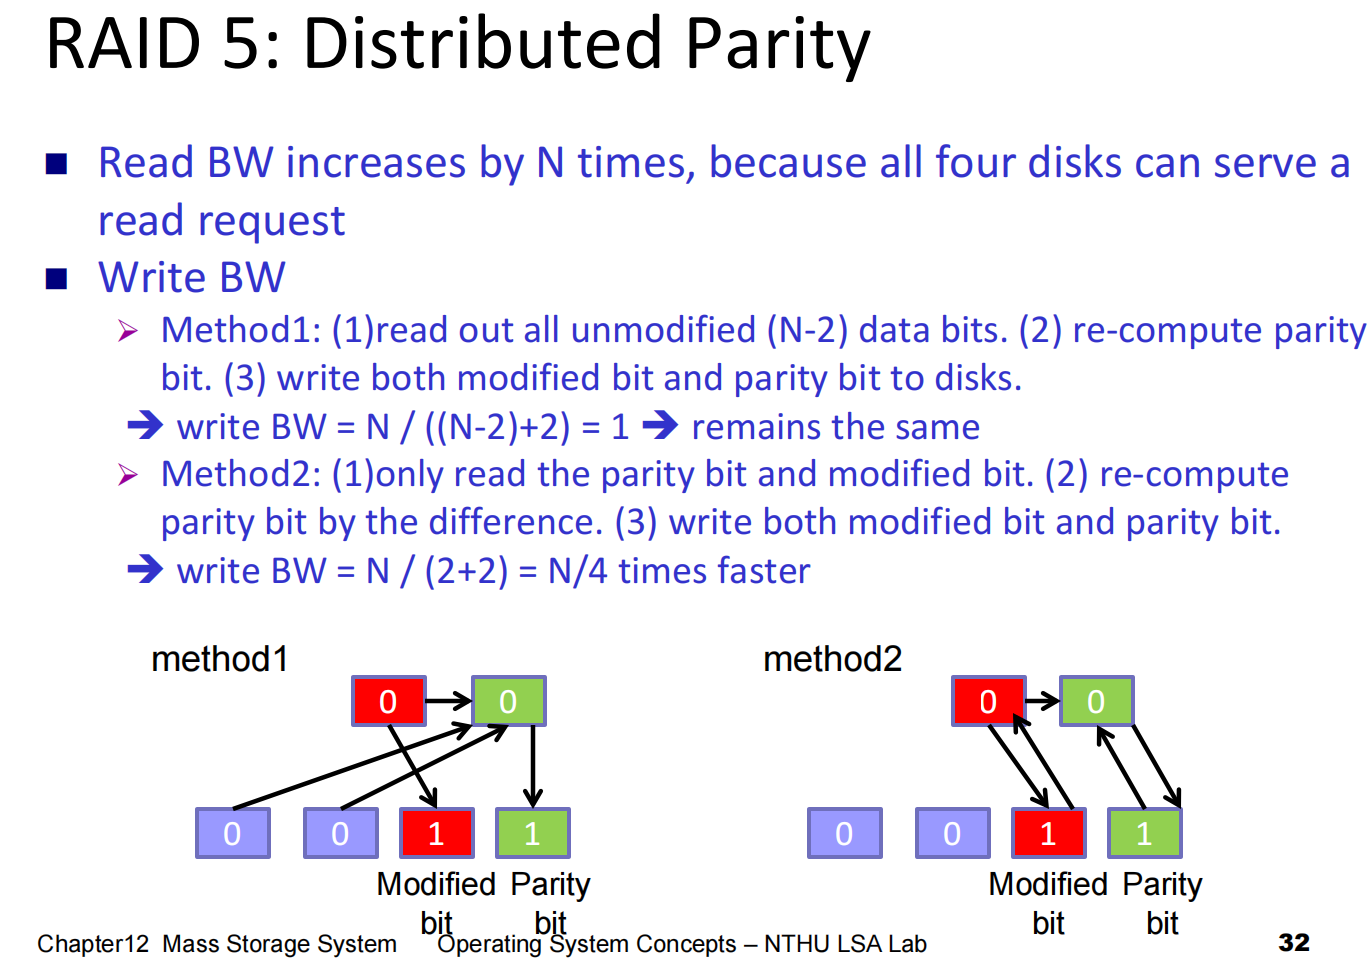 RAID 5: Distributed Parity
Read BW increases by N times, because all four disks can serve a
read request
Write BW
Method1: (1)read out all unmodified (N-2) data bits. (2) re-compute parity
bit. (3) write both modified bit and parity bit to disks.
➔ write BW = N / ((N-2)+2) = 1 ➔ remains the same
Method2: (1)only read the parity bit and modified bit. (2) re-compute
parity bit by the difference. (3) write both modified bit and parity bit.
➔ write BW = N / (2+2) = N/4 times faster
method1
0 0
0 0 1 1
Modified Parity
bit bit
method2
0 0
0 0 1 1
Modified Parity
bit bit
Chapter12 Mass Storage System Operating System Concepts – NTHU LSA Lab 32